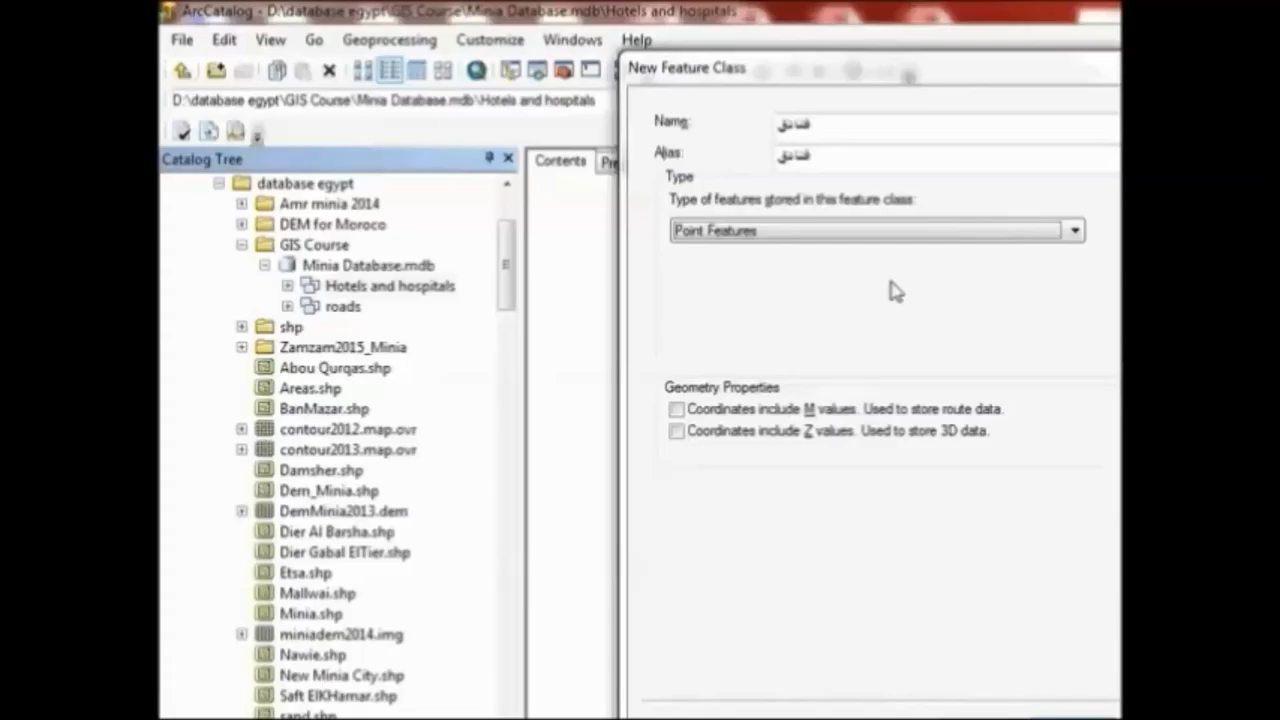 ArcCatalog - D:\database egypt\GIS Course\Minia Database.mdb\Hotels and hospitals
File Edit View Go Geoprocessing Customize Windows Help
New Feature Class
D:\database egypt\GIS Course\Minia Database.mdb\Hotels and hospitals
Name:
فنادق
Alias:
فنادق
Type
Type of features stored in this feature class:
Point Features
Geometry Properties
Coordinates include M values. Used to store route data.
Coordinates include Z values. Used to store 3D data.
Catalog Tree
Contents
database egypt
Amr minia 2014
DEM for Moroco
GIS Course
Minia Database.mdb
Hotels and hospitals
roads
shp
Zamzam2015_Minia
Abou Qurqas.shp
Areas.shp
BanMazar.shp
contour2012.map.ovr
contour2013.map.ovr
Damsher.shp
Dem_Minia.shp
DemMinia2013.dem
Dier Al Barsha.shp
Dier Gabal ElTier.shp
Etsa.shp
Mallwai.shp
Minia.shp
miniadem2014.img
Nawie.shp
New Minia City.shp
Saft ElKHamar.shp
sand.shp